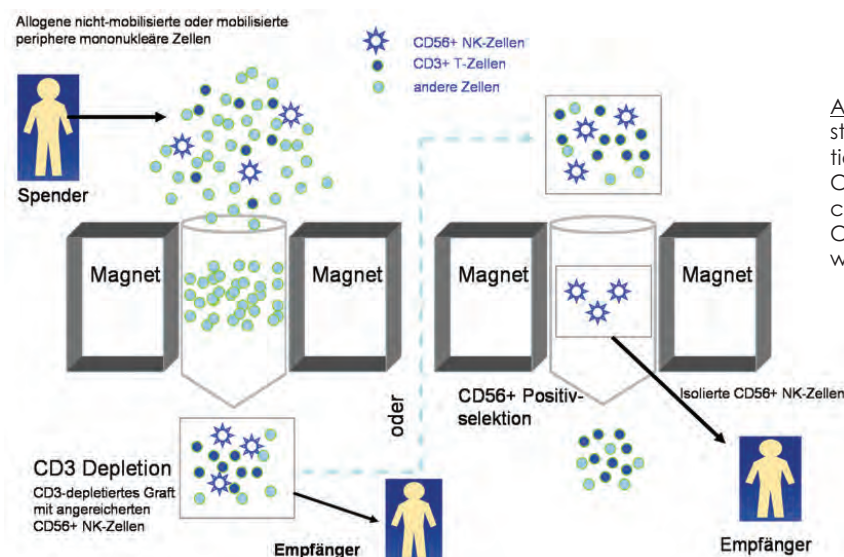 Allogene nicht-mobilisierte oder mobilisierte
periphere mononukleäre Zellen
CD56+ NK-Zellen
CD3+ T-Zellen
andere Zellen
Spender
Magnet
Magnet
Magnet
Magnet
oder
CD56+ Positiv-
selektion
Isolierte CD56+ NK-Zellen
CD3 Depletion
CD3-depletiertes Graft
mit angereicherten
CD56+ NK-Zellen
Empfänger
Empfänger